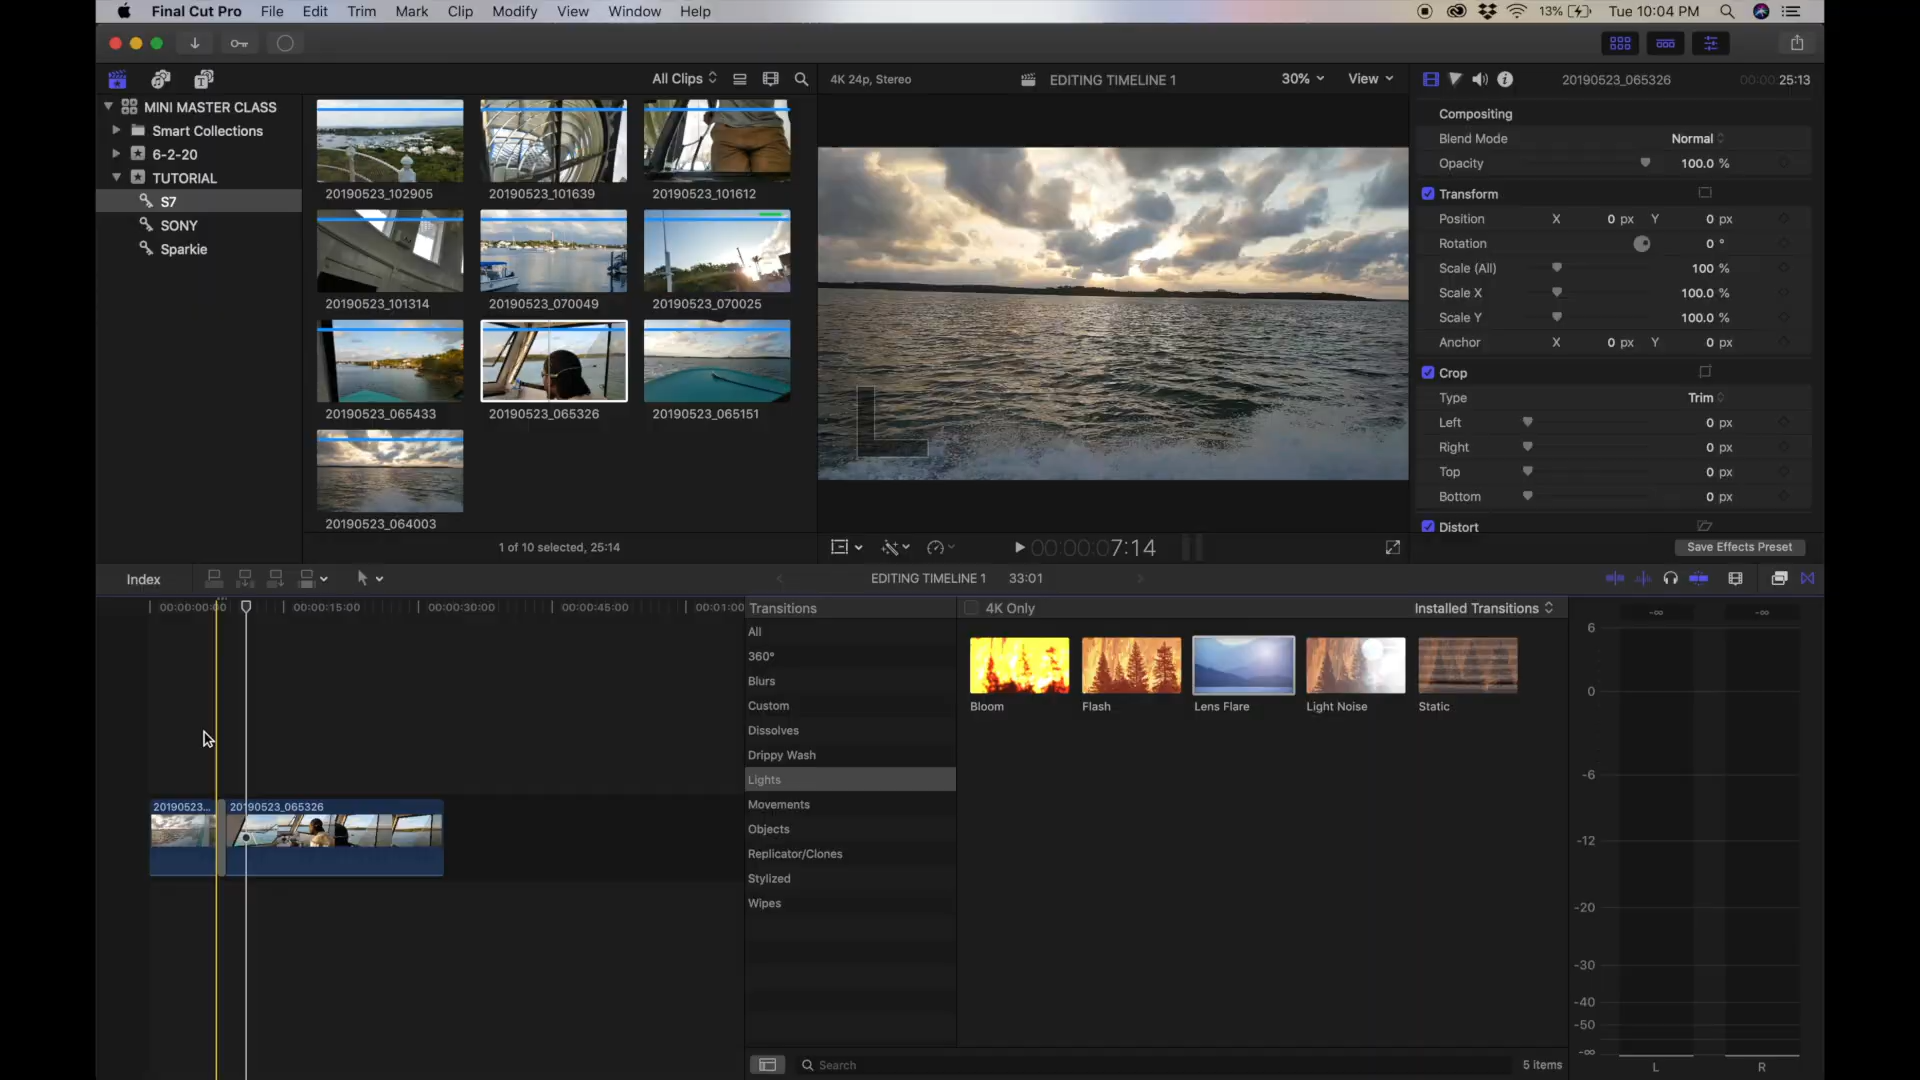 Final Cut Pro File Edit Trim Mark Clip Modify View Window Help 13% Tue 10:04 PM
All Clips 4K 24p, Stereo EDITING TIMELINE 1 30% View 20190523_065326 00:00:25:13
MINI MASTER CLASS
Smart Collections
6-2-20
TUTORIAL
S7
SONY
Sparkie
20190523_102905 20190523_101639 20190523_101612
20190523_101314 20190523_070049 20190523_070025
20190523_065433 20190523_065326 20190523_065151
20190523_064003
1 of 10 selected, 25:14
00:00:00:07:14
Compositing
Blend Mode Normal
Opacity 100.0 %
Transform
Position X 0 px Y 0 px
Rotation 0 °
Scale (All) 100 %
Scale X 100.0 %
Scale Y 100.0 %
Anchor X 0 px Y 0 px
Crop
Type Trim
Left 0 px
Right 0 px
Top 0 px
Bottom 0 px
Distort
Save Effects Preset
Index EDITING TIMELINE 1 33:01
00:00:00:00 00:00:15:00 00:00:30:00 00:00:45:00 00:01:00
20190523... 20190523_065326
Transitions
All
360°
Blurs
Custom
Dissolves
Drippy Wash
Lights
Movements
Objects
Replicator/Clones
Stylized
Wipes
4K Only Installed Transitions
Bloom Flash Lens Flare Light Noise Static
Search 5 items
-∞ -∞
6
0
-6
-12
-20
-30
-40
-50
-∞
L R